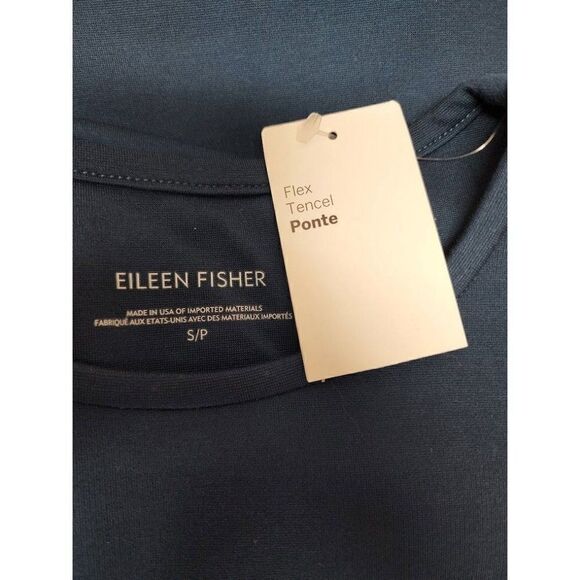 Flex
Tencel
Ponte
EILEEN FISHER
MADE IN USA OF IMPORTED MATERIALS
FABRIQUÉ AUX ETATS-UNIS AVEC DES MATERIAUX IMPORTÉS
S/P